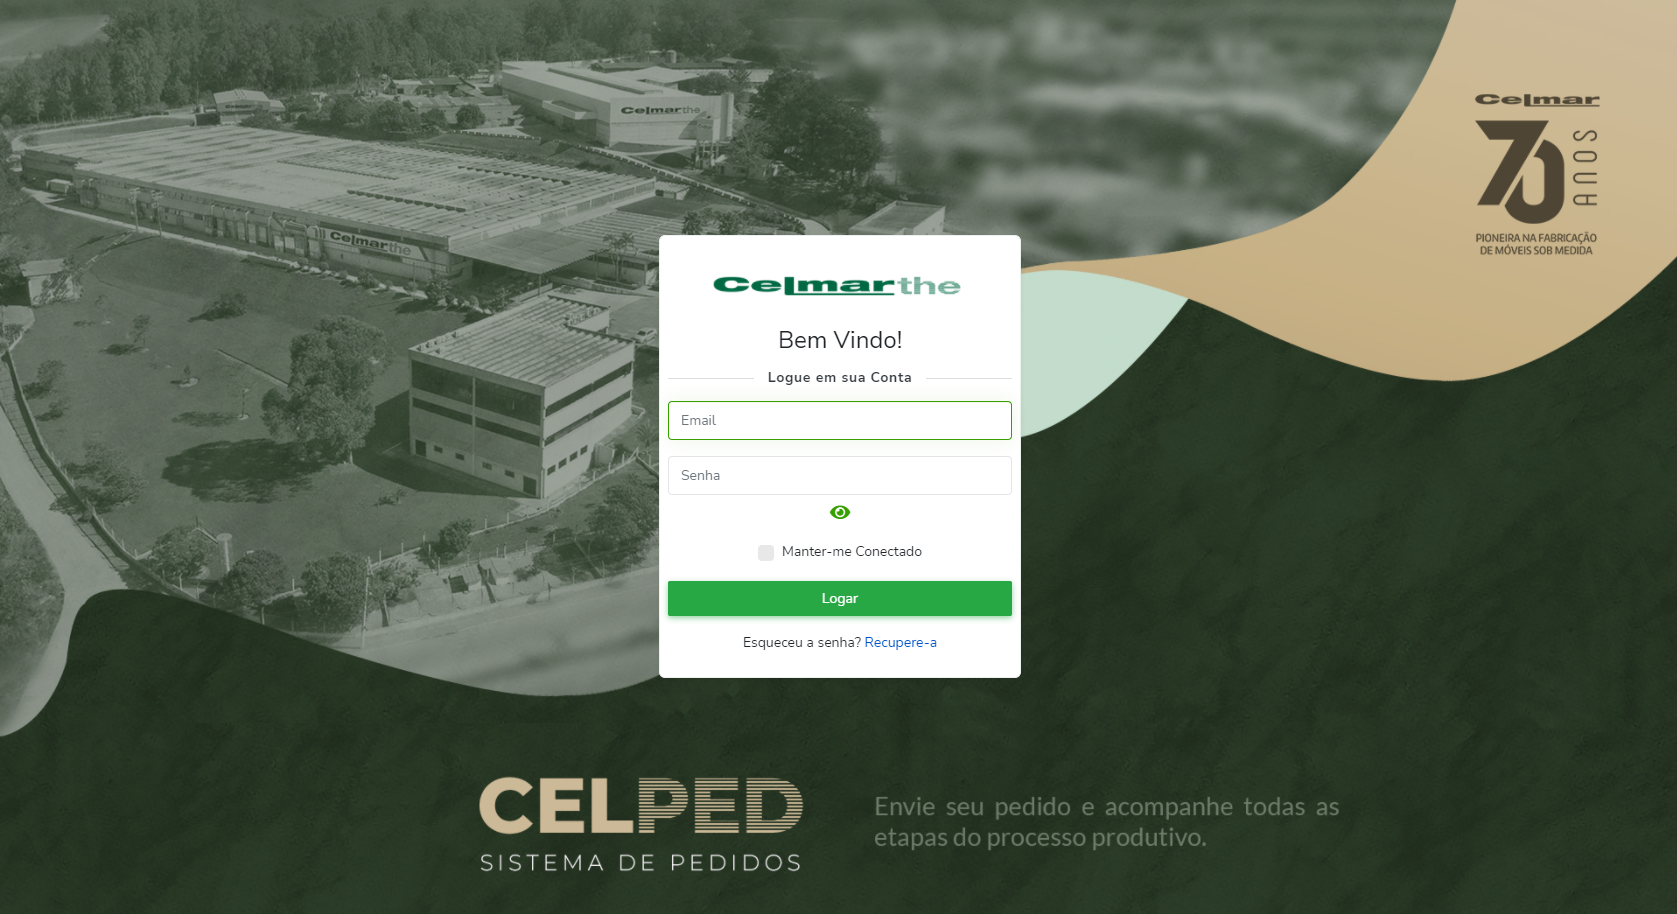 Celmarthe
Celmarthe
Celmar
70
ANOS
PIONEIRA NA FABRICAÇÃO
DE MÓVEIS SOB MEDIDA
Celmarthe
Bem Vindo!
Logue em sua Conta
Email
Senha
Manter-me Conectado
Logar
Esqueceu a senha? Recupere-a
CELPED
SISTEMA DE PEDIDOS
Envie seu pedido e acompanhe todas as
etapas do processo produtivo.